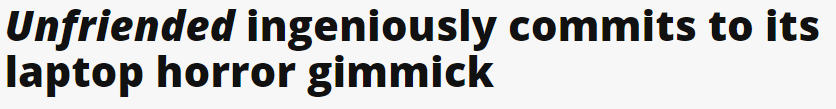 Unfriended ingeniously commits to its
laptop horror gimmick